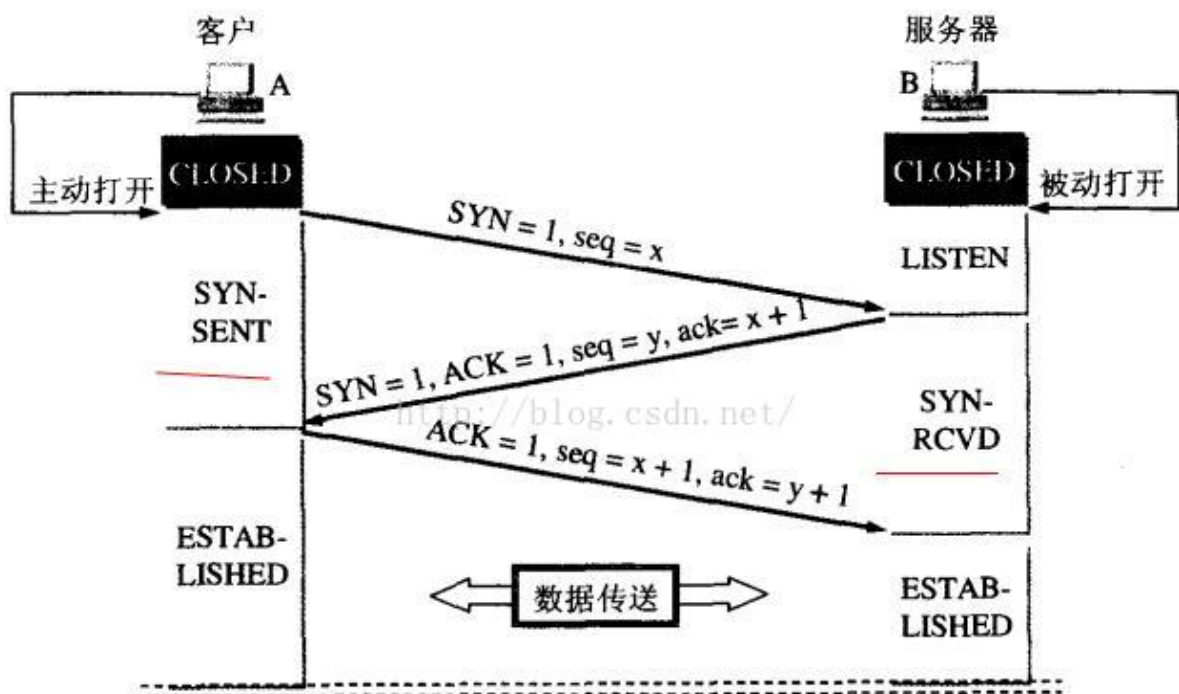 客户
服务器
A
B
CLOSED
CLOSED
主动打开
被动打开
SYN = 1, seq = x
LISTEN
SYN-
SENT
SYN = 1, ACK = 1, seq = y, ack= x + 1
http://blog.csdn.net/
SYN-
RCVD
ACK = 1, seq = x + 1, ack = y + 1
ESTAB-
LISHED
数据传送
ESTAB-
LISHED